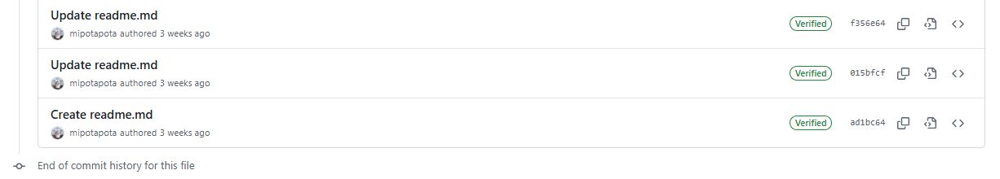 Update readme.md
Verified
f356e64
mipotapota authored 3 weeks ago
Update readme.md
Verified
015bfcf
mipotapota authored 3 weeks ago
Create readme.md
Verified
ad1bc64
mipotapota authored 3 weeks ago
End of commit history for this file